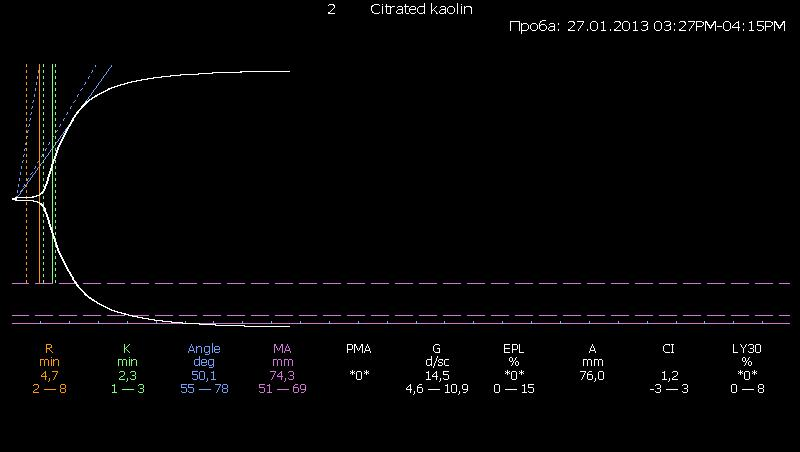 2 Citrated kaolin
Проба: 27.01.2013 03:27PM-04:15PM
R K Angle MA PMA G EPL A CI LY30
min min deg mm d/sc % mm %
4,7 2,3 50,1 74,3 *0* 14,5 *0* 76,0 1,2 *0*
2 — 8 1 — 3 55 — 78 51 — 69 4,6 — 10,9 0 — 15 -3 — 3 0 — 8